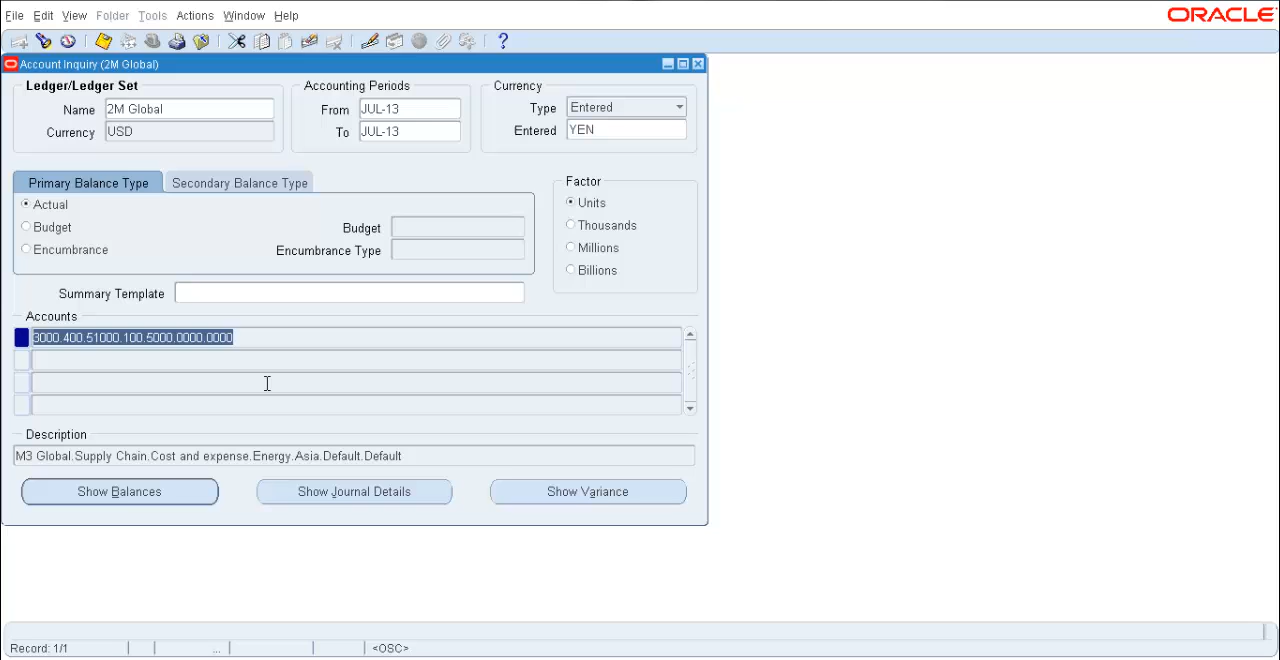 File Edit View Folder Tools Actions Window Help
ORACLE
Account Inquiry (2M Global)
Ledger/Ledger Set
Name 2M Global
Currency USD
Accounting Periods
From JUL-13
To JUL-13
Currency
Type Entered
Entered YEN
Primary Balance Type Secondary Balance Type
Actual
Budget Budget
Encumbrance Encumbrance Type
Factor
Units
Thousands
Millions
Billions
Summary Template
Accounts
3000.400.51000.100.5000.0000.0000
Description
M3 Global.Supply Chain.Cost and expense.Energy.Asia.Default.Default
Show Balances Show Journal Details Show Variance
Record: 1/1 ... <OSC>